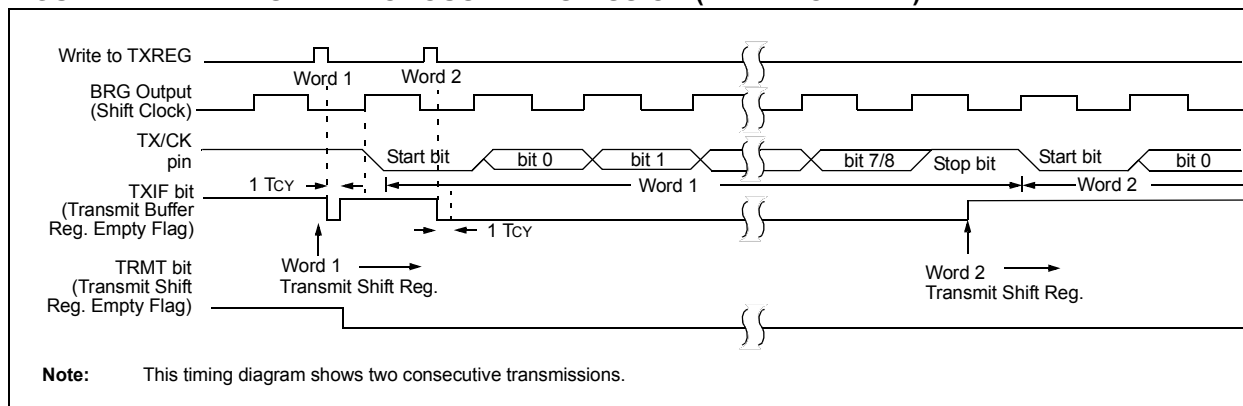 Write to TXREG
Word 1
Word 2
BRG Output
(Shift Clock)
TX/CK
pin
Start bit
bit 0
bit 1
bit 7/8
Stop bit
Start bit
bit 0
Word 1
Word 2
1 TCY
TXIF bit
(Transmit Buffer
Reg. Empty Flag)
1 TCY
Word 1
Transmit Shift Reg.
Word 2
Transmit Shift Reg.
TRMT bit
(Transmit Shift
Reg. Empty Flag)
Note: This timing diagram shows two consecutive transmissions.